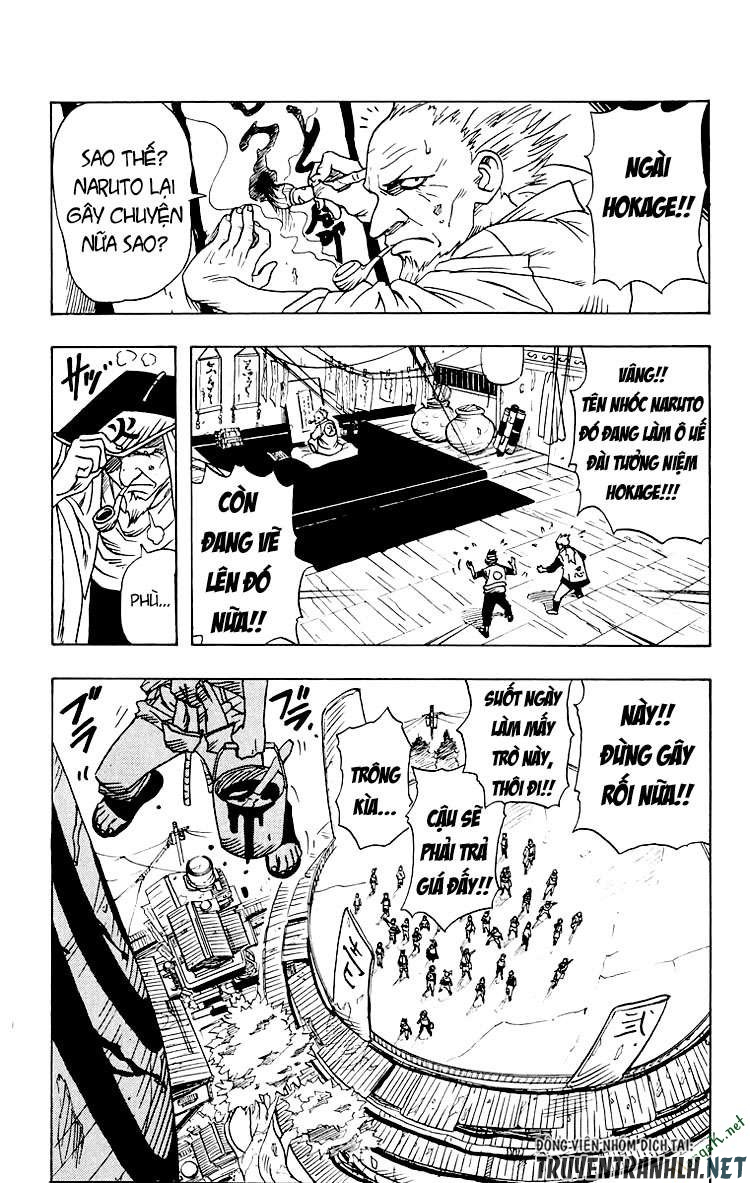 NGÀI
HOKAGE!!
SAO THẾ?
NARUTO LẠI
GÂY CHUYỆN
NỮA SAO?
VÂNG!!
TÊN NHÓC NARUTO
ĐÓ ĐANG LÀM Ô UẾ
ĐÀI TƯỞNG NIỆM
HOKAGE!!!
CÒN
ĐANG VẼ
LÊN ĐÓ
NỮA!!
PHÙ...
NÀY!!
ĐỪNG GÂY
RỐI NỮA!!
SUỐT NGÀY
LÀM MẤY
TRÒ NÀY,
THÔI ĐI!!
CẬU SẼ
PHẢI TRẢ
GIÁ ĐẤY!!
TRÔNG
KÌA...
ĐỘNG VIÊN NHÓM DỊCH TẠI:
TRUYENTRANHLH.NET